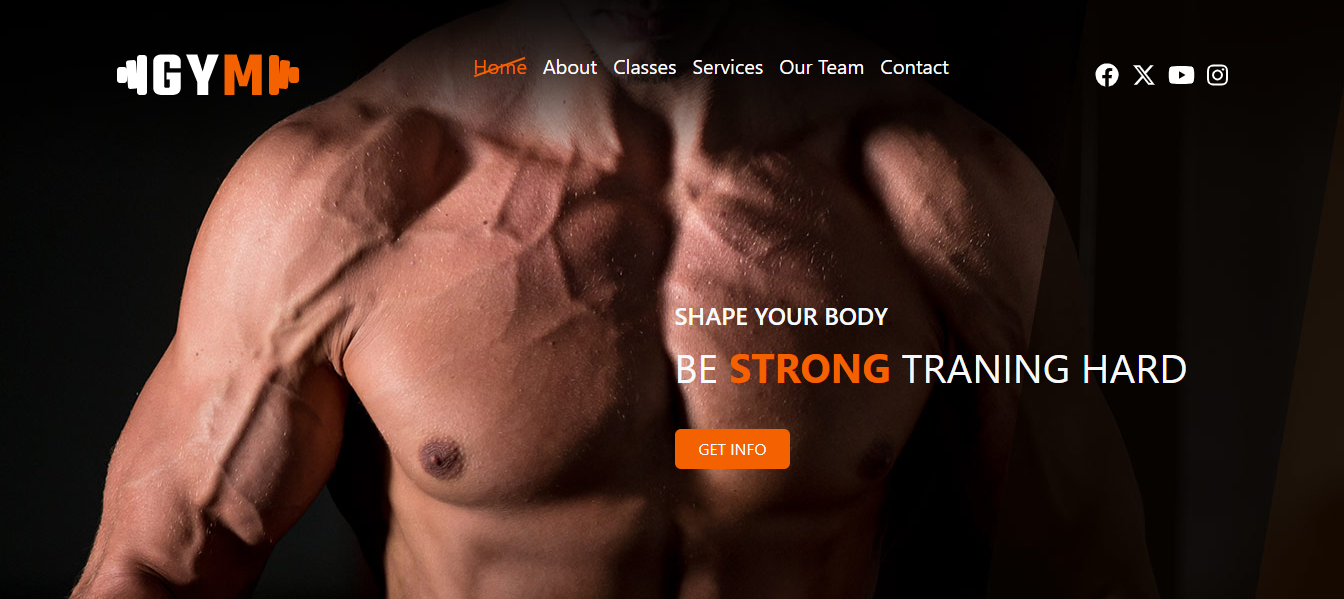 GYM
Home About Classes Services Our Team Contact
SHAPE YOUR BODY
BE STRONG TRANING HARD
GET INFO